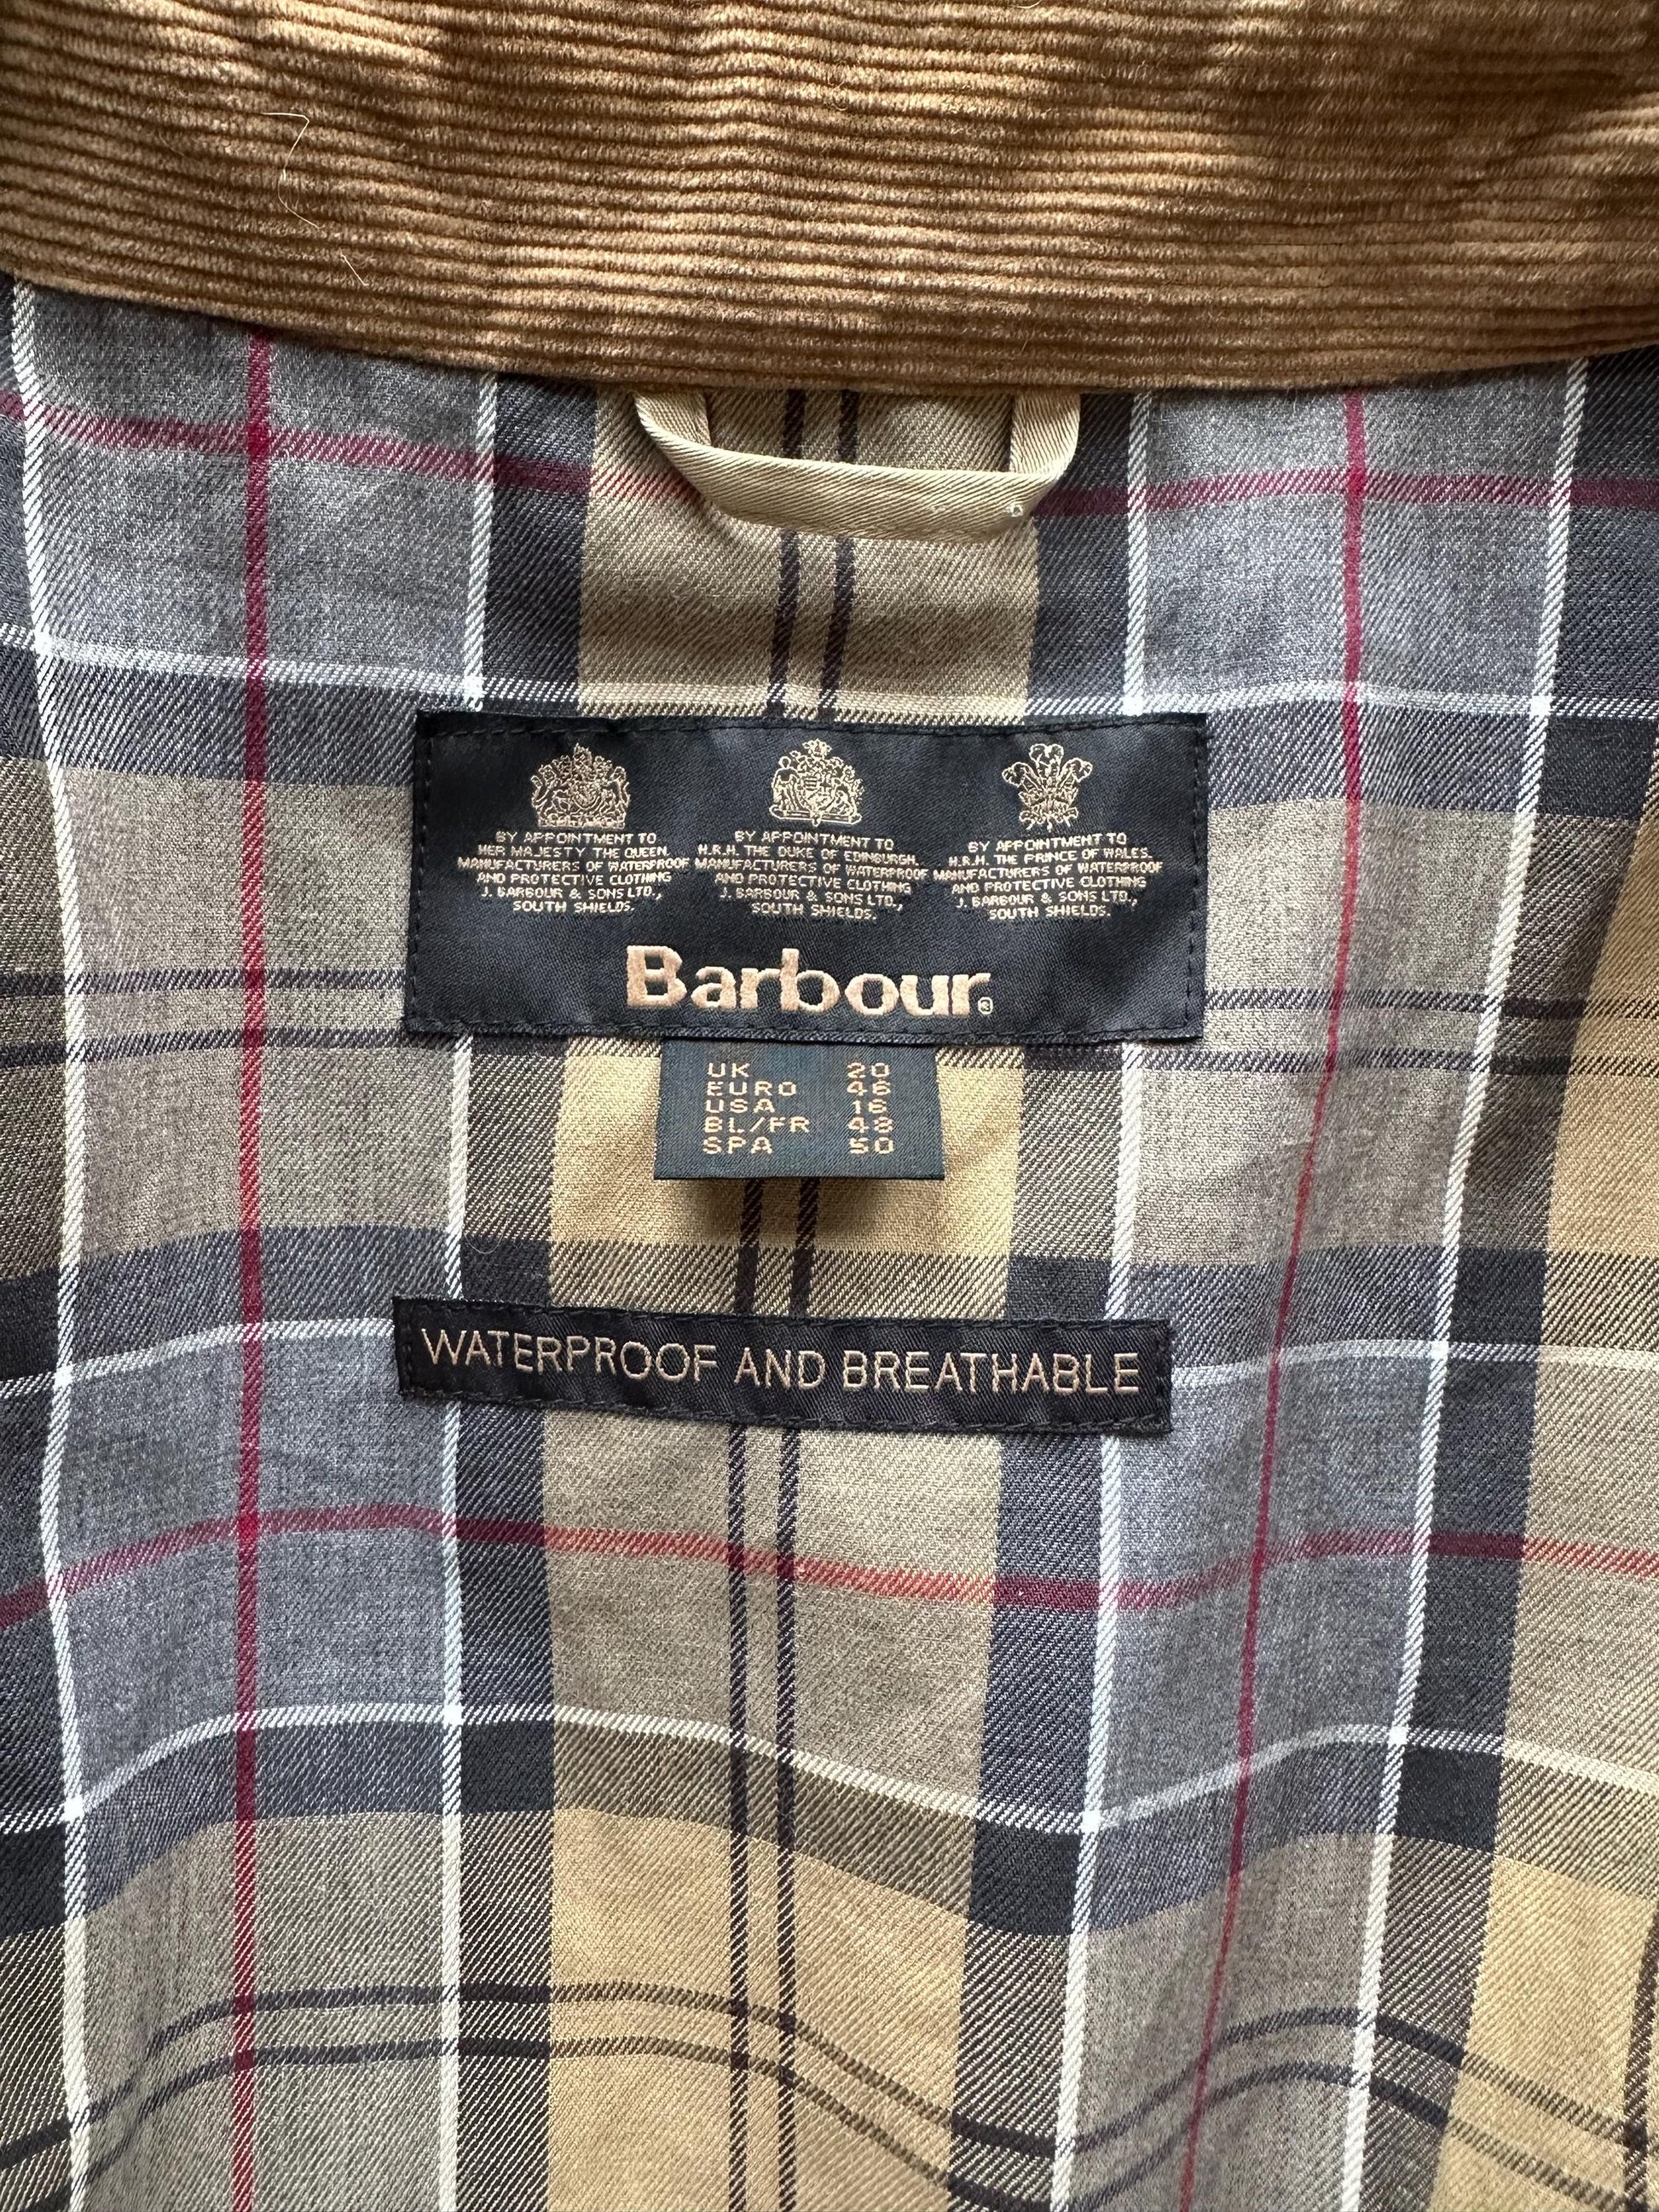 BY APPOINTMENT TO
HER MAJESTY THE QUEEN.
MANUFACTURERS OF WATERPROOF
AND PROTECTIVE CLOTHING
J. BARBOUR & SONS LTD.,
SOUTH SHIELDS.
BY APPOINTMENT TO
H.R.H. THE DUKE OF EDINBURGH.
MANUFACTURERS OF WATERPROOF
AND PROTECTIVE CLOTHING
J. BARBOUR & SONS LTD.,
SOUTH SHIELDS.
BY APPOINTMENT TO
H.R.H. THE PRINCE OF WALES.
MANUFACTURERS OF WATERPROOF
AND PROTECTIVE CLOTHING
J. BARBOUR & SONS LTD.,
SOUTH SHIELDS.
Barbour®
UK 20
EURO 46
USA 16
BL/FR 48
SPA 50
WATERPROOF AND BREATHABLE